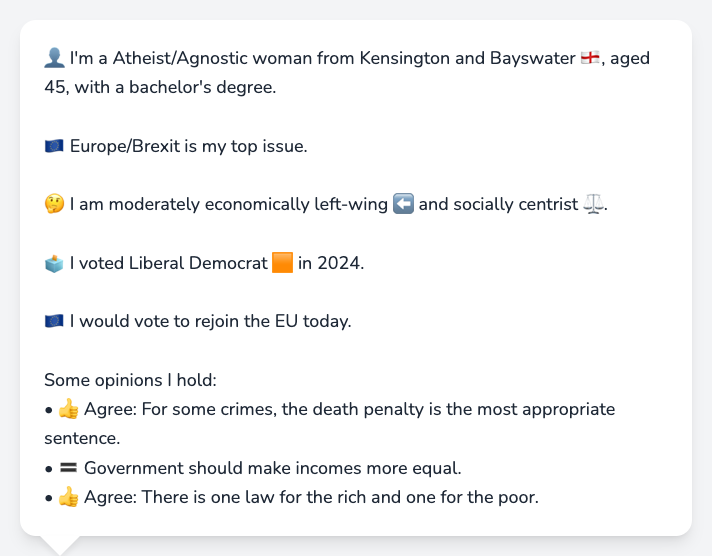 👤 I'm a Atheist/Agnostic woman from Kensington and Bayswater 🏴󠁧󠁢󠁥󠁮󠁧󠁿, aged
45, with a bachelor's degree.
🇪🇺 Europe/Brexit is my top issue.
🤔 I am moderately economically left-wing ⬅️ and socially centrist ⚖️.
🗳️ I voted Liberal Democrat 🟧 in 2024.
🇪🇺 I would vote to rejoin the EU today.
Some opinions I hold:
• 👍 Agree: For some crimes, the death penalty is the most appropriate
sentence.
• 🟰 Government should make incomes more equal.
• 👍 Agree: There is one law for the rich and one for the poor.